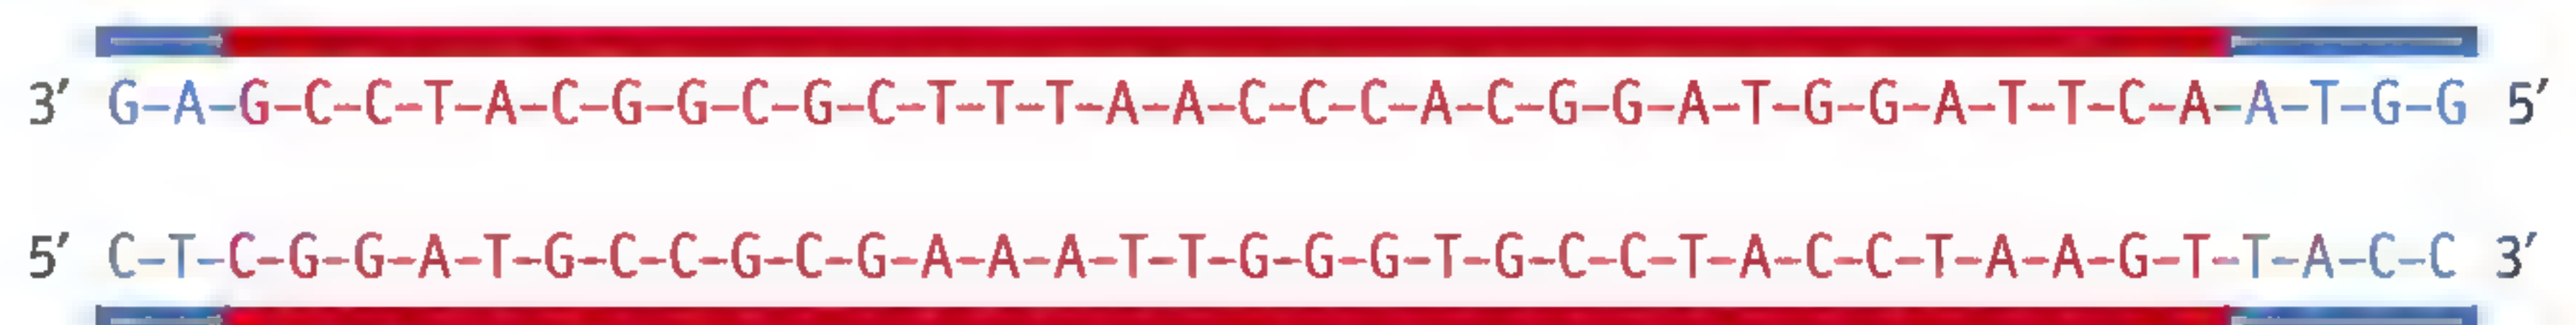 3′ G–A–G–C–C–T–A–C–G–G–C–G–C–T–T–T–A–A–C–C–C–A–C–G–G–A–T–G–G–A–T–T–C–A–A–T–G–G 5′
5′ C–T–C–G–G–A–T–G–C–C–G–C–G–A–A–A–T–T–G–G–G–T–G–C–C–T–A–C–C–T–A–A–G–T–T–A–C–C 3′